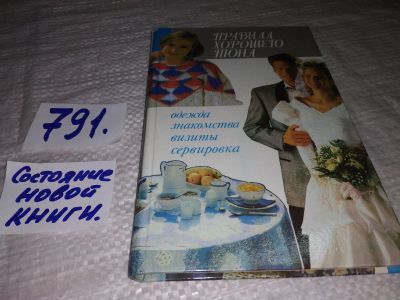 ПРАВИЛА
ХОРОШЕГО
ТОНА
одежда
знакомства
визиты
сервировка
791.
Состояние
новой
книги.